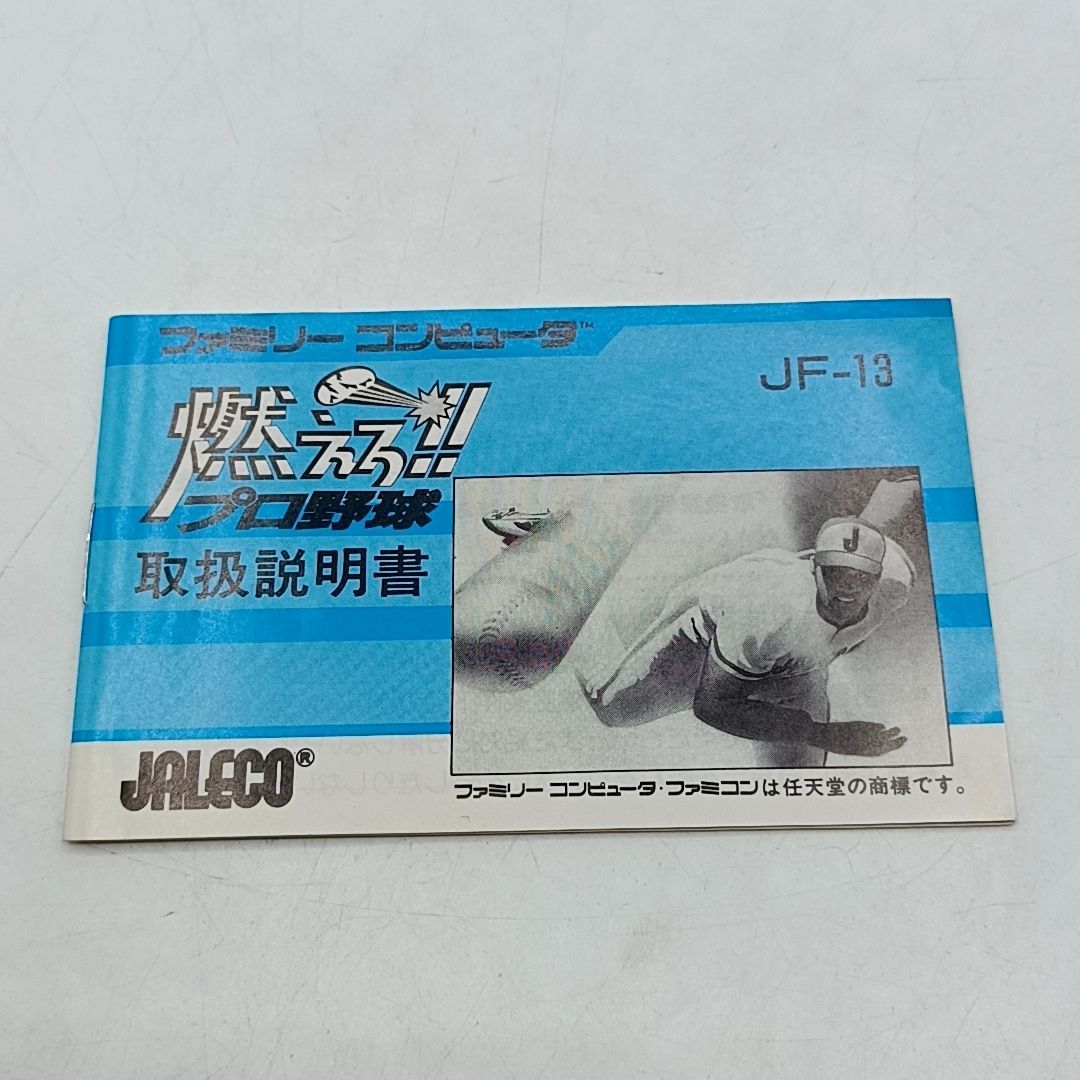 ファミリー コンピュータ™
JF-13
燃えろ!!
プロ野球
取扱説明書
J
JALECO®
ファミリー コンピュータ・ファミコンは任天堂の商標です。